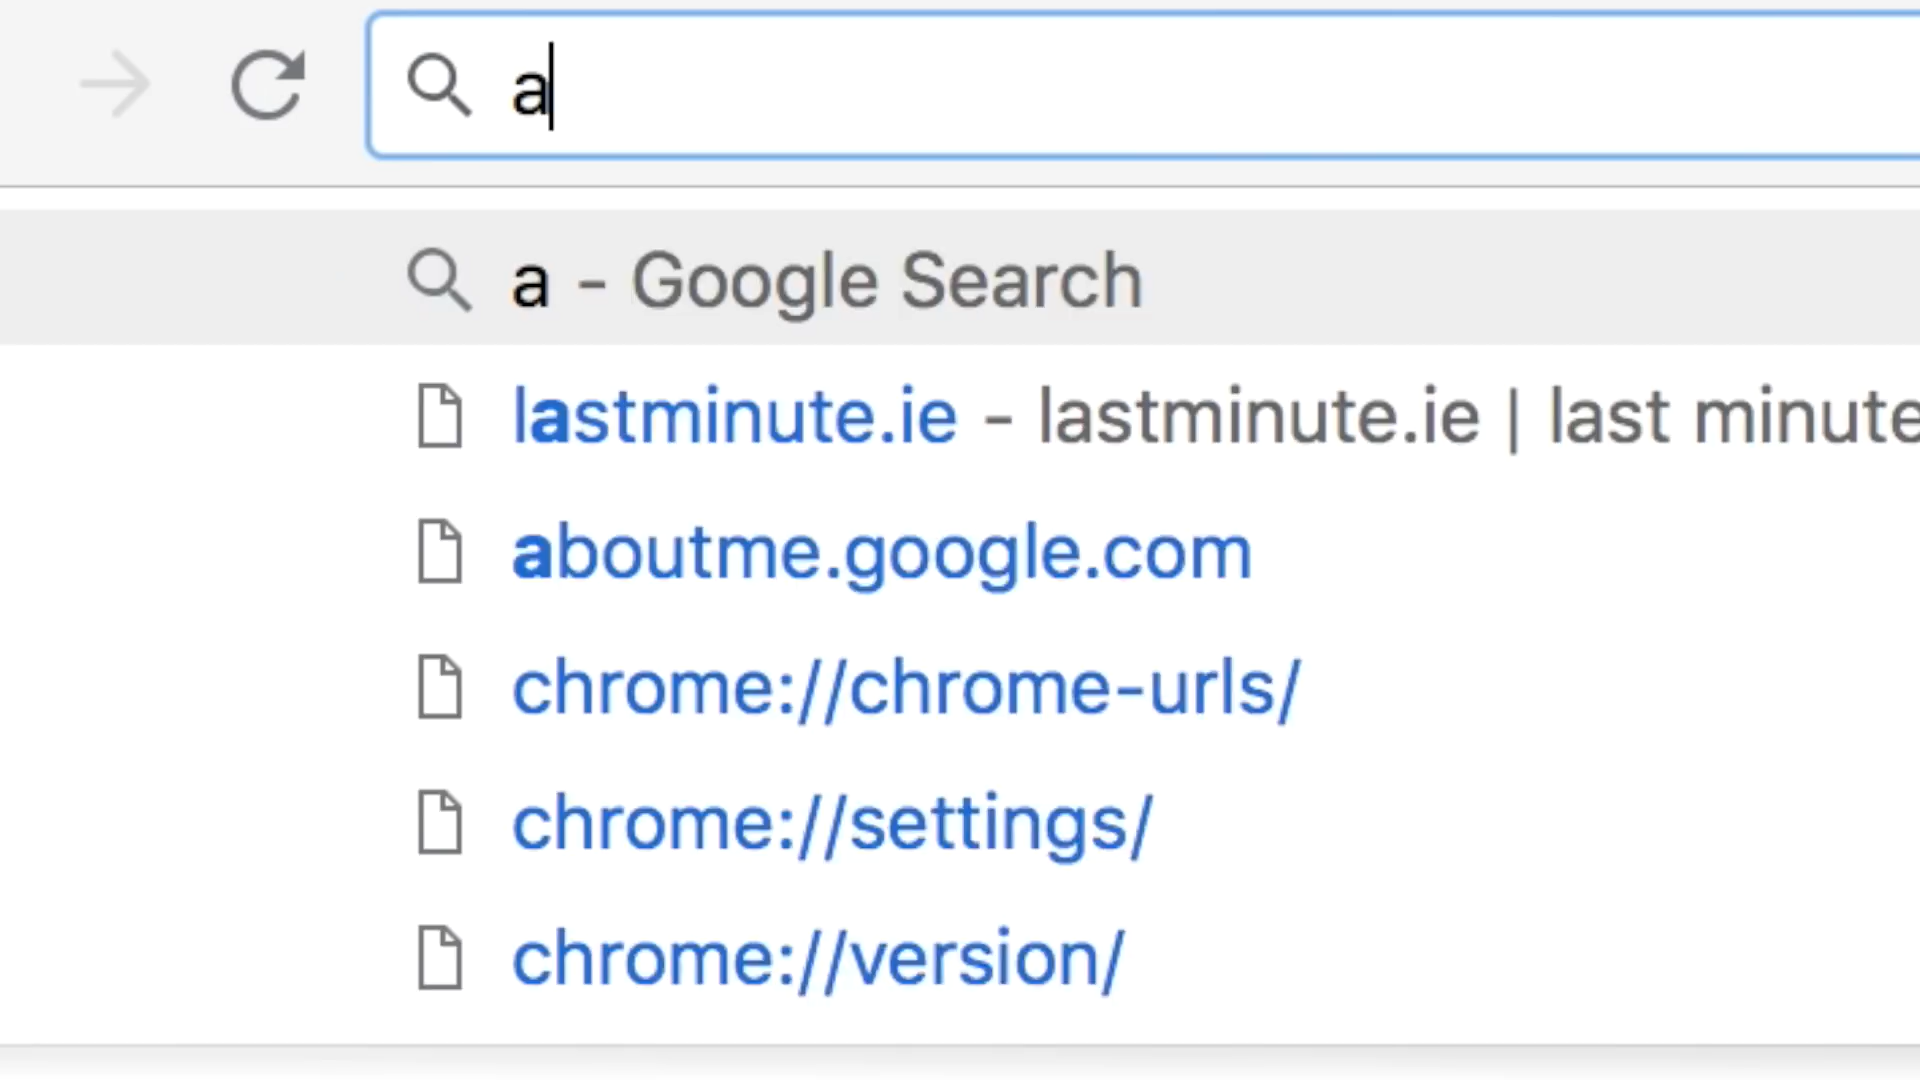 a
a - Google Search
lastminute.ie - lastminute.ie | last minute
aboutme.google.com
chrome://chrome-urls/
chrome://settings/
chrome://version/